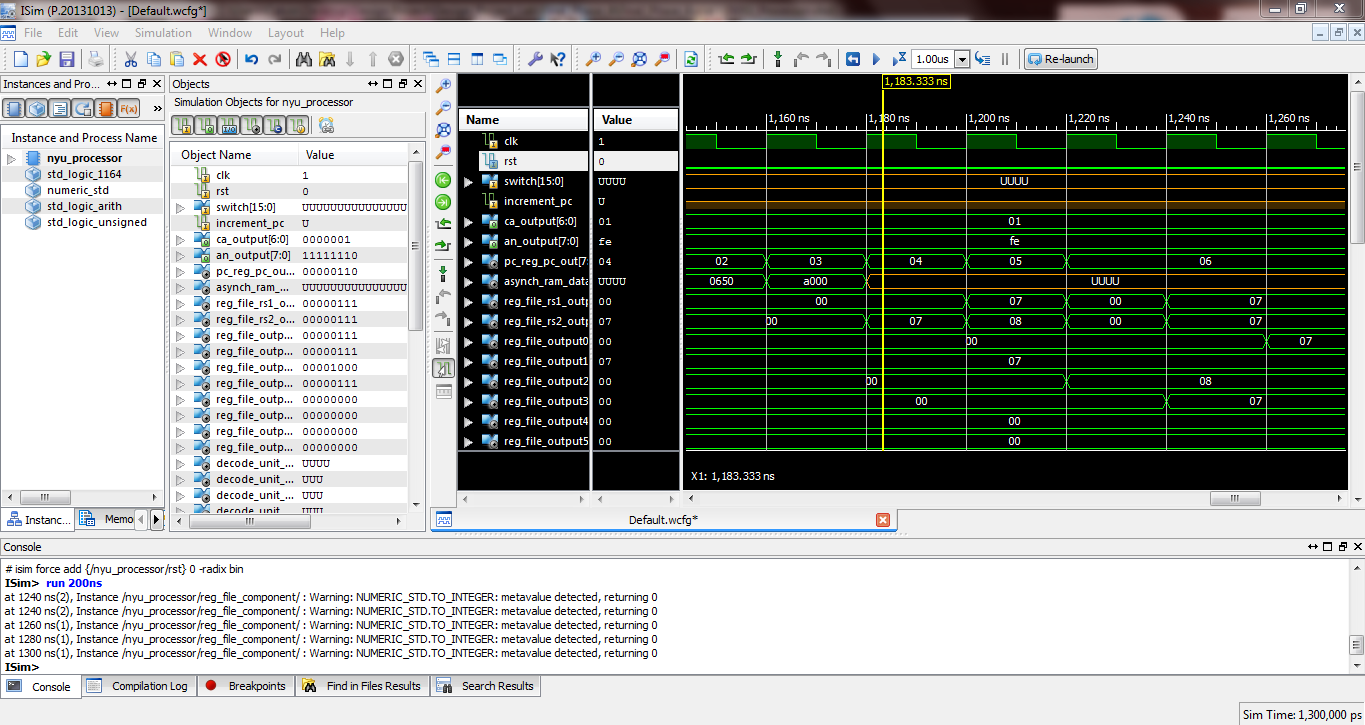 ISim (P.20131013) - [Default.wcfg*]
File Edit View Simulation Window Layout Help
1.00us Re-launch
Instances and Pro...
F(x)
Instance and Process Name
nyu_processor
std_logic_1164
numeric_std
std_logic_arith
std_logic_unsigned
Instanc... Memo
Objects
Simulation Objects for nyu_processor
Object Name Value
clk 1
rst 0
switch[15:0] UUUUUUUUUUUUUUU
increment_pc U
ca_output[6:0] 0000001
an_output[7:0] 11111110
pc_reg_pc_ou... 00000110
asynch_ram_... UUUUUUUUUUUUUUU
reg_file_rs1_o... 00000111
reg_file_rs2_o... 00000111
reg_file_outp... 00000111
reg_file_outp... 00000111
reg_file_outp... 00001000
reg_file_outp... 00000111
reg_file_outp... 00000000
reg_file_outp... 00000000
reg_file_outp... 00000000
reg_file_outp... 00000000
decode_unit_... UUUU
decode_unit_... UUU
decode_unit_... UUU
decode_unit UUU
1,183.333 ns
Name Value
1,160 ns 1,180 ns 1,200 ns 1,220 ns 1,240 ns 1,260 ns
clk 1
rst 0
switch[15:0] UUUU UUUU
increment_pc U
ca_output[6:0] 01 01
an_output[7:0] fe fe
pc_reg_pc_out[7: 04 02 03 04 05 06
asynch_ram_data UUUU 0650 a000 UUUU
reg_file_rs1_outp 00 00 07 00 07
reg_file_rs2_outp 07 00 07 08 00 07
reg_file_output0 00 00 07
reg_file_output1 07 07
reg_file_output2 00 00 08
reg_file_output3 00 00 07
reg_file_output4 00 00
reg_file_output5 00 00
X1: 1,183.333 ns
Default.wcfg*
Console
# isim force add {/nyu_processor/rst} 0 -radix bin
ISim> run 200ns
at 1240 ns(2), Instance /nyu_processor/reg_file_component/ : Warning: NUMERIC_STD.TO_INTEGER: metavalue detected, returning 0
at 1240 ns(2), Instance /nyu_processor/reg_file_component/ : Warning: NUMERIC_STD.TO_INTEGER: metavalue detected, returning 0
at 1260 ns(1), Instance /nyu_processor/reg_file_component/ : Warning: NUMERIC_STD.TO_INTEGER: metavalue detected, returning 0
at 1280 ns(1), Instance /nyu_processor/reg_file_component/ : Warning: NUMERIC_STD.TO_INTEGER: metavalue detected, returning 0
at 1300 ns(1), Instance /nyu_processor/reg_file_component/ : Warning: NUMERIC_STD.TO_INTEGER: metavalue detected, returning 0
ISim>
Console Compilation Log Breakpoints Find in Files Results Search Results
Sim Time: 1,300,000 ps